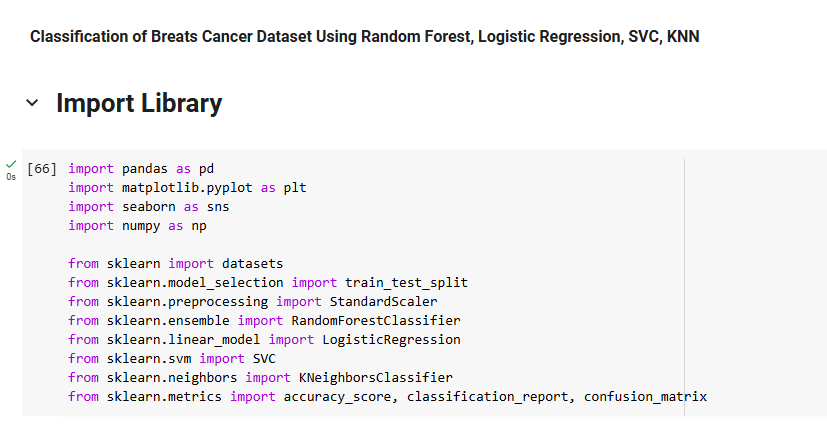 Classification of Breats Cancer Dataset Using Random Forest, Logistic Regression, SVC, KNN
Import Library
[66] import pandas as pd
0s
import matplotlib.pyplot as plt
import seaborn as sns
import numpy as np
from sklearn import datasets
from sklearn.model_selection import train_test_split
from sklearn.preprocessing import StandardScaler
from sklearn.ensemble import RandomForestClassifier
from sklearn.linear_model import LogisticRegression
from sklearn.svm import SVC
from sklearn.neighbors import KNeighborsClassifier
from sklearn.metrics import accuracy_score, classification_report, confusion_matrix